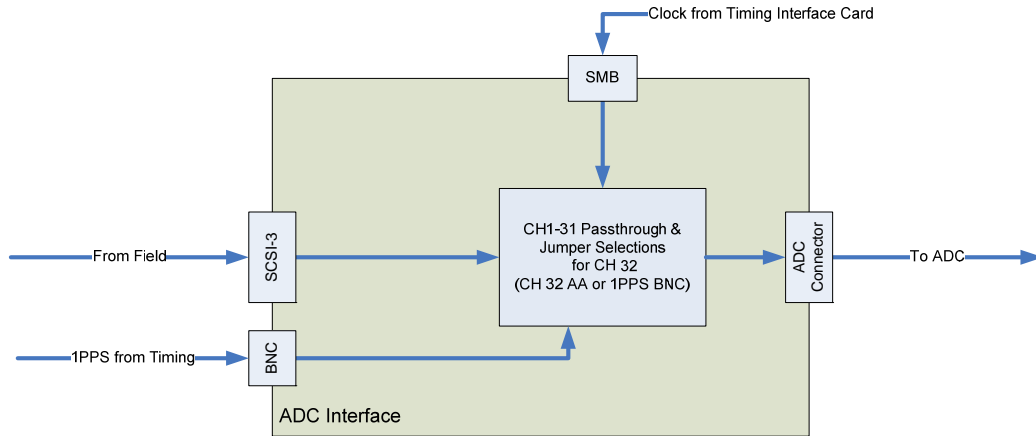 Clock from Timing Interface Card
SMB
CH1-31 Passthrough &
Jumper Selections
for CH 32
(CH 32 AA or 1PPS BNC)
From Field
SCSI-3
ADC
Connector
To ADC
1PPS from Timing
BNC
ADC Interface